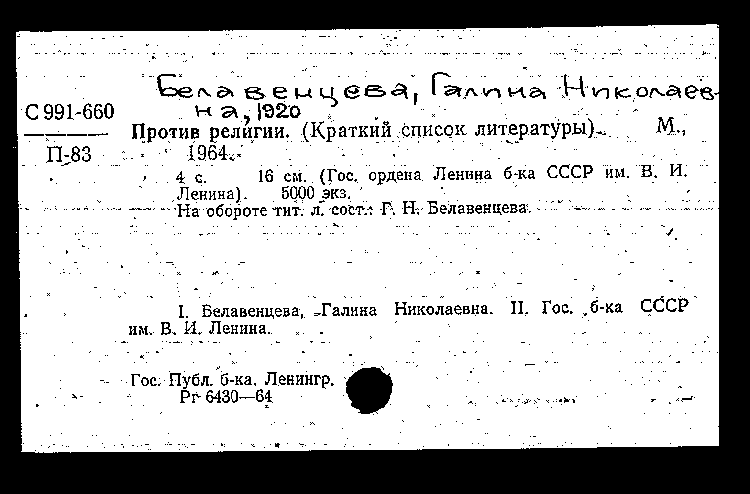 Белавенцева, Галина Николаев-
на, 1920
С 991-660
П-83
Против религии. (Краткий список литературы). М.,
1964.
4 с. 16 см. (Гос. ордена Ленина б-ка СССР им. В. И.
Ленина). 5000 экз.
На обороте тит. л. сост.: Г. Н. Белавенцева.
I. Белавенцева, Галина Николаевна. II. Гос. б-ка СССР
им. В. И. Ленина.
Гос. Публ. б-ка. Ленингр.
Рг 6430—64